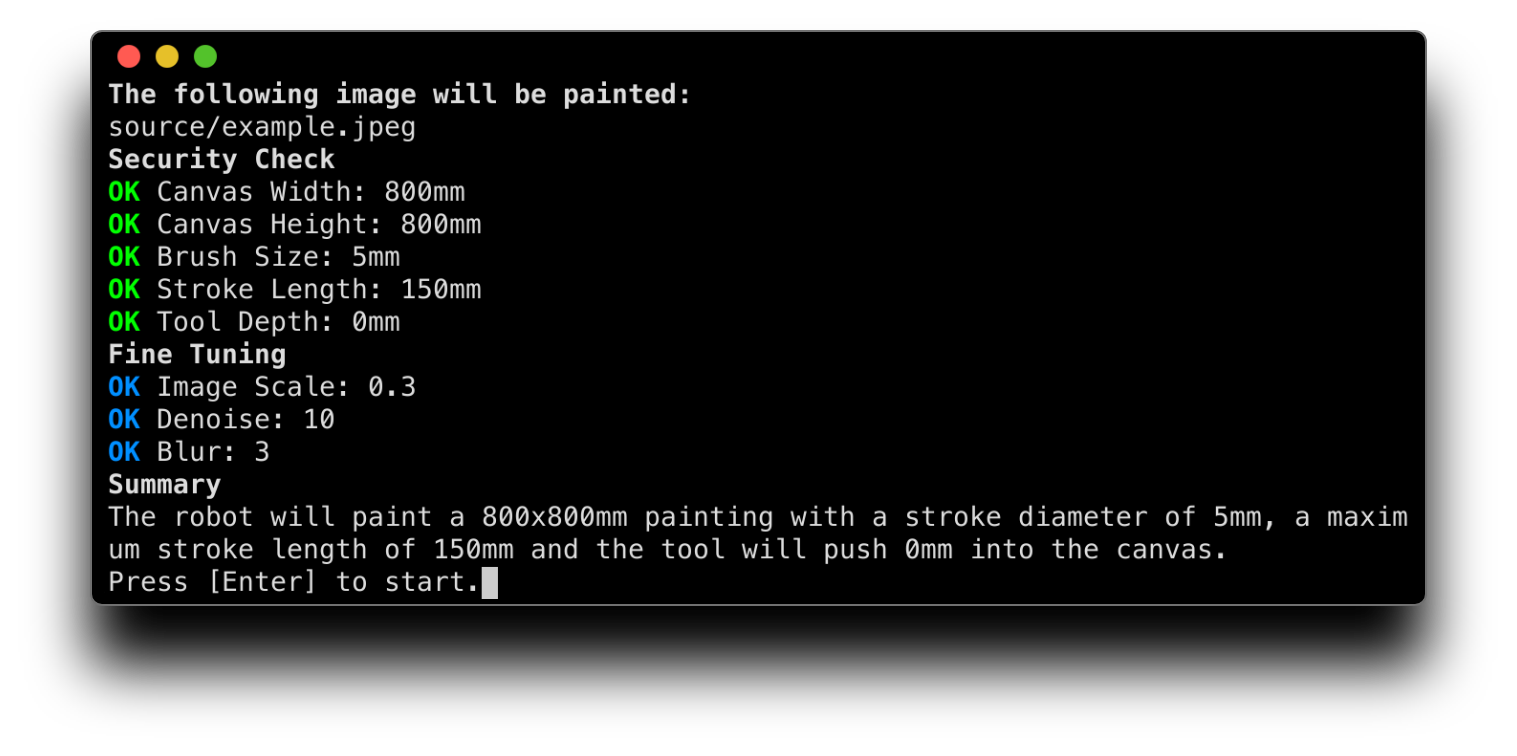 The following image will be painted:
source/example.jpeg
Security Check
OK Canvas Width: 800mm
OK Canvas Height: 800mm
OK Brush Size: 5mm
OK Stroke Length: 150mm
OK Tool Depth: 0mm
Fine Tuning
OK Image Scale: 0.3
OK Denoise: 10
OK Blur: 3
Summary
The robot will paint a 800x800mm painting with a stroke diameter of 5mm, a maxim
um stroke length of 150mm and the tool will push 0mm into the canvas.
Press [Enter] to start.